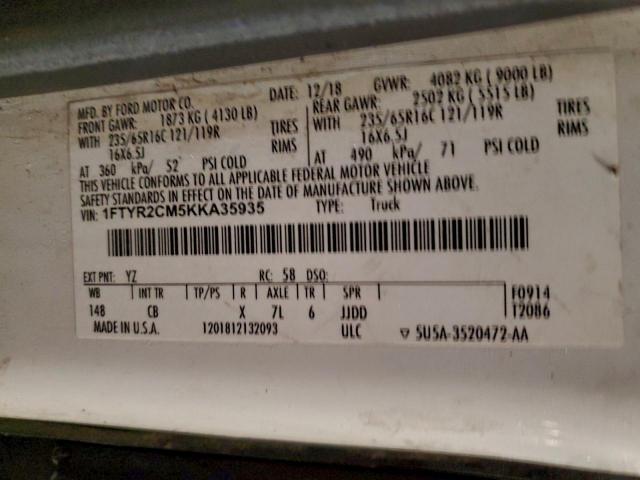 MFD. BY FORD MOTOR CO. DATE: 12/18 GVWR: 4082 KG ( 9000 LB)
FRONT GAWR: 1873 KG ( 4130 LB) REAR GAWR: 2502 KG ( 5515 LB)
WITH 235/65R16C 121/119R TIRES WITH 235/65R16C 121/119R TIRES
16X6.5J RIMS 16X6.5J RIMS
AT 360 kPa/ 52 PSI COLD AT 490 kPa/ 71 PSI COLD
THIS VEHICLE CONFORMS TO ALL APPLICABLE FEDERAL MOTOR VEHICLE
SAFETY STANDARDS IN EFFECT ON THE DATE OF MANUFACTURE SHOWN ABOVE.
VIN: 1FTYR2CM5KKA35935 TYPE: Truck
EXT PNT: YZ RC: 58 DSO:
WB INT TR TP/PS R AXLE TR SPR F0914
148 CB X 7L 6 JJDD T2086
MADE IN U.S.A. 1201812132093 ULC ▽ 5U5A-3520472-AA